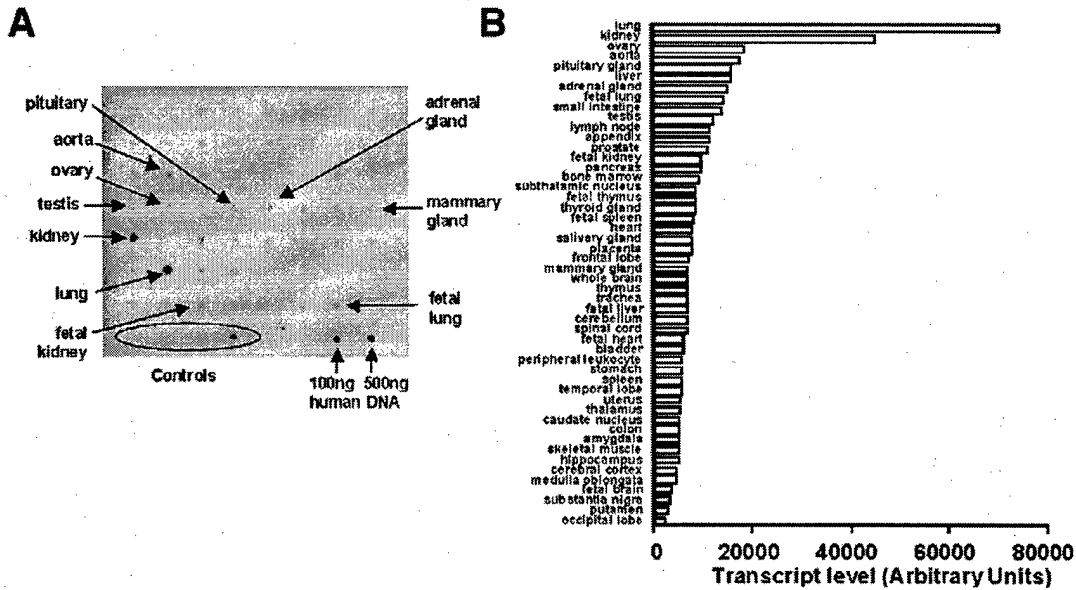 A
pituitary
aorta
ovary
testis
kidney
lung
fetal
kidney
adrenal
gland
mammary
gland
fetal
lung
Controls
100ng 500ng
human DNA
B
lung
kidney
ovary
aorta
pituitary gland
liver
adrenal gland
fetal lung
small intestine
testis
lymph node
appendix
prostate
fetal kidney
pancreas
bone marrow
subthalamic nucleus
fetal thymus
thyroid gland
fetal spleen
heart
salivary gland
placenta
frontal lobe
mammary gland
whole brain
thymus
trachea
fetal liver
cerebellum
spinal cord
fetal heart
bladder
peripheral leukocyte
stomach
spleen
temporal lobe
uterus
thalamus
caudate nucleus
colon
amygdala
skeletal muscle
hippocampus
cerebral cortex
medulla oblongata
fetal brain
substantia nigra
putamen
occipital lobe
0 20000 40000 60000 80000
Transcript level (Arbitrary Units)